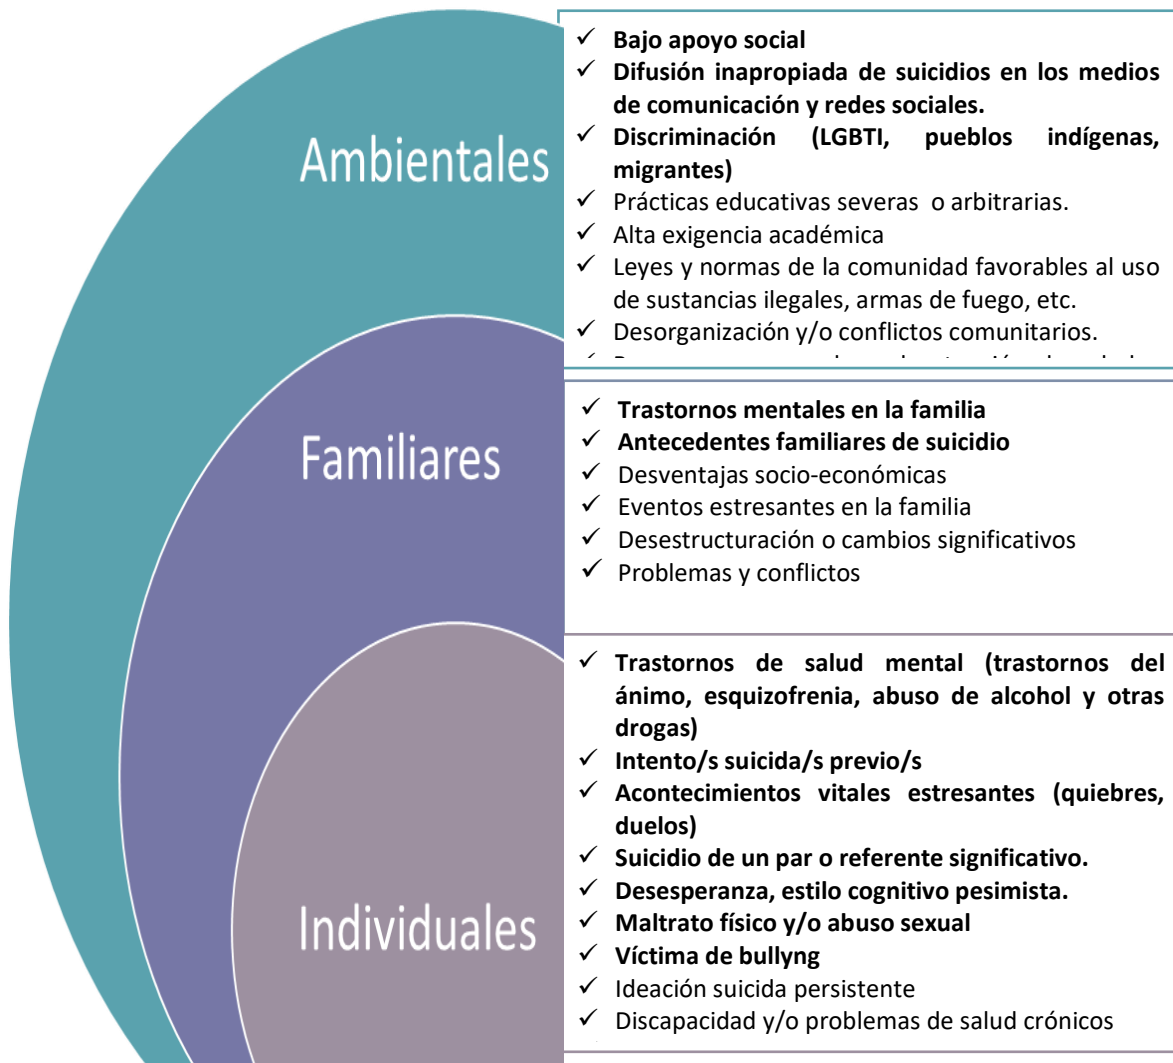 Ambientales
✓ Bajo apoyo social
✓ Difusión inapropiada de suicidios en los medios
de comunicación y redes sociales.
✓ Discriminación (LGBTI, pueblos indígenas,
migrantes)
✓ Prácticas educativas severas o arbitrarias.
✓ Alta exigencia académica
✓ Leyes y normas de la comunidad favorables al uso
de sustancias ilegales, armas de fuego, etc.
✓ Desorganización y/o conflictos comunitarios.
Familiares
✓ Trastornos mentales en la familia
✓ Antecedentes familiares de suicidio
✓ Desventajas socio-económicas
✓ Eventos estresantes en la familia
✓ Desestructuración o cambios significativos
✓ Problemas y conflictos
Individuales
✓ Trastornos de salud mental (trastornos del
ánimo, esquizofrenia, abuso de alcohol y otras
drogas)
✓ Intento/s suicida/s previo/s
✓ Acontecimientos vitales estresantes (quiebres,
duelos)
✓ Suicidio de un par o referente significativo.
✓ Desesperanza, estilo cognitivo pesimista.
✓ Maltrato físico y/o abuso sexual
✓ Víctima de bullyng
✓ Ideación suicida persistente
✓ Discapacidad y/o problemas de salud crónicos